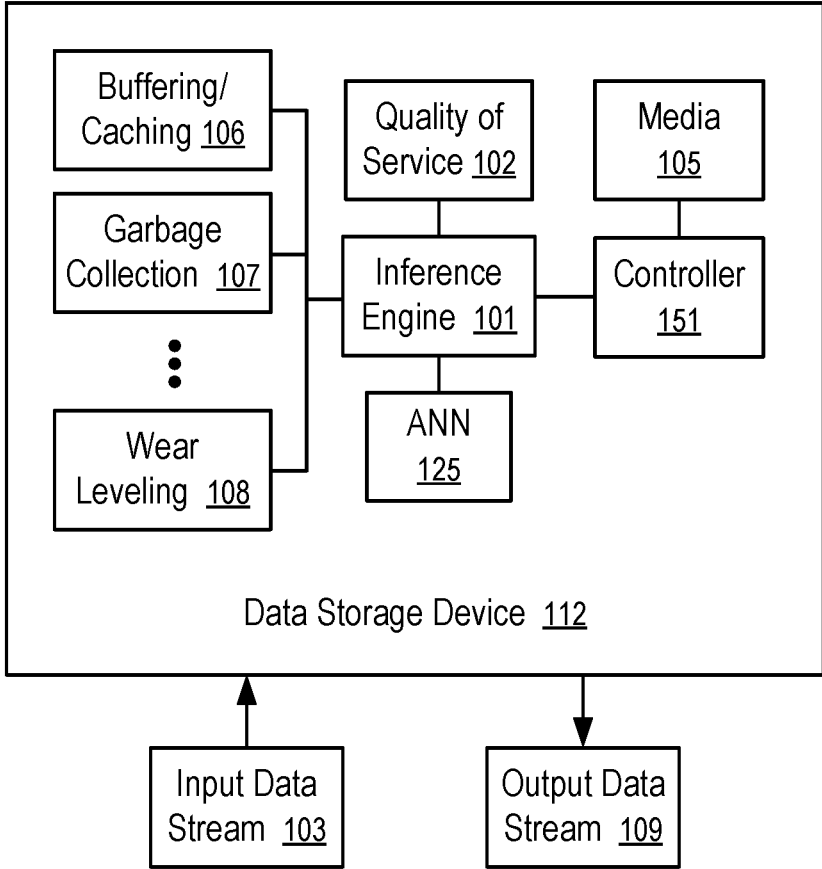 Buffering/
Caching 106
Quality of
Service 102
Media
105
Garbage
Collection 107
Inference
Engine 101
Controller
151
Wear
Leveling 108
ANN
125
Data Storage Device 112
Input Data
Stream 103
Output Data
Stream 109